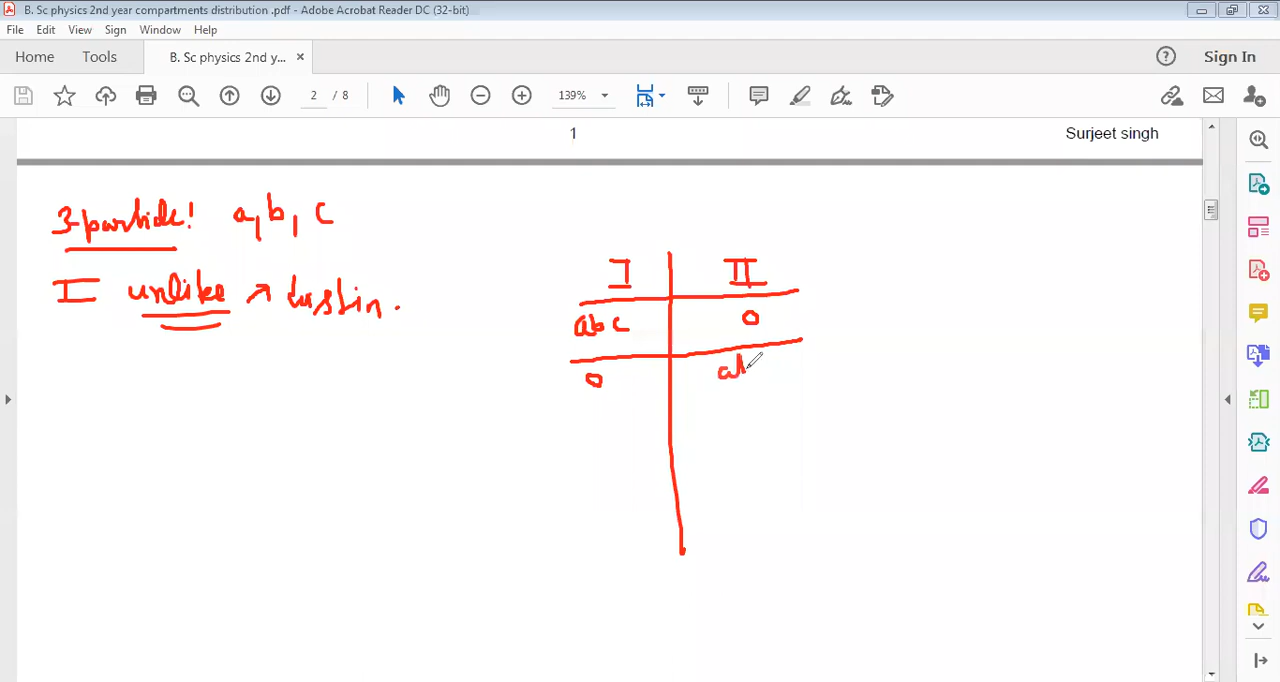 B. Sc physics 2nd year compartments distribution .pdf - Adobe Acrobat Reader DC (32-bit)
File Edit View Sign Window Help
Home Tools B. Sc physics 2nd y... × Sign In
2 / 8 139%
1 Surjeet singh
3-particle! a, b, c
I II
I unlike
abc 0
0